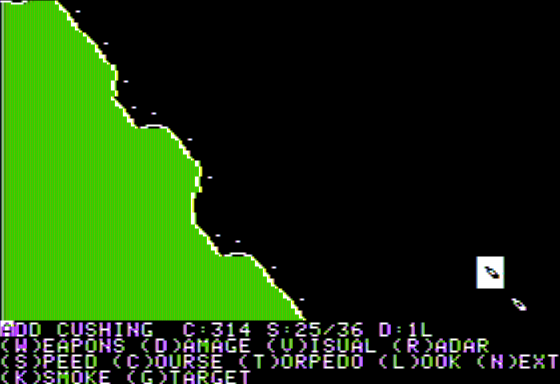 ADD CUSHING C:314 S:25/36 D:1L
(W)EAPONS (D)AMAGE (V)ISUAL (R)ADAR
(S)PEED (C)OURSE (T)ORPEDO (L)OOK (N)EXT
(K)SMOKE (G)TARGET